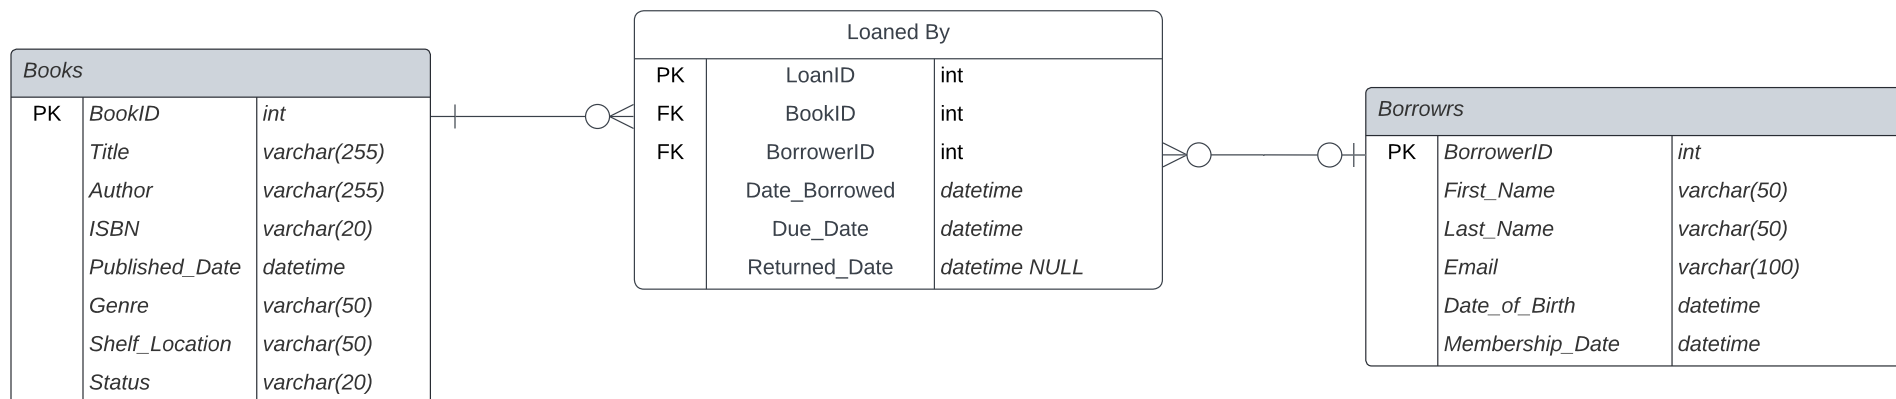 Books
PK BookID int
Title varchar(255)
Author varchar(255)
ISBN varchar(20)
Published_Date datetime
Genre varchar(50)
Shelf_Location varchar(50)
Status varchar(20)
Loaned By
PK LoanID int
FK BookID int
FK BorrowerID int
Date_Borrowed datetime
Due_Date datetime
Returned_Date datetime NULL
Borrowrs
PK BorrowerID int
First_Name varchar(50)
Last_Name varchar(50)
Email varchar(100)
Date_of_Birth datetime
Membership_Date datetime